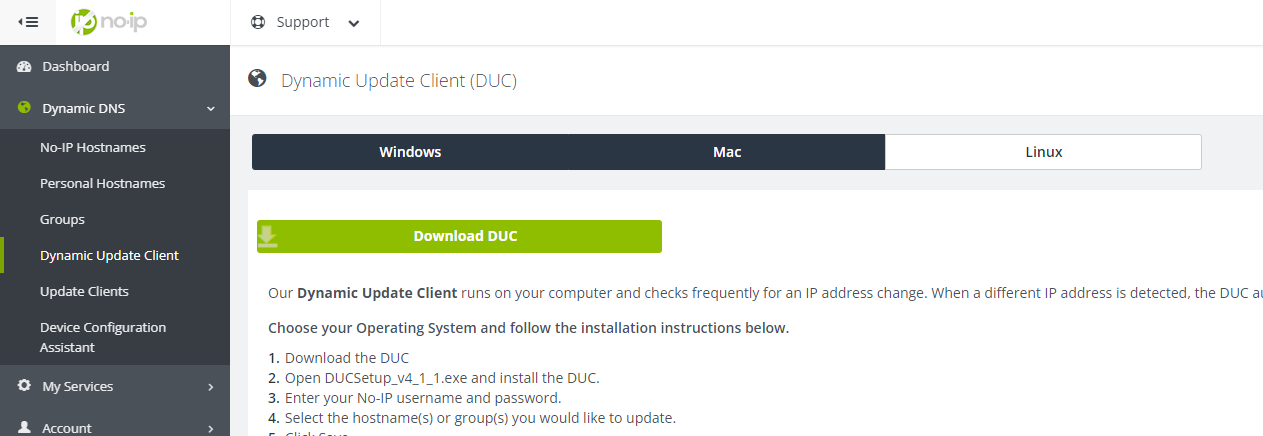 no-ip
Support
Dashboard
Dynamic Update Client (DUC)
Dynamic DNS
No-IP Hostnames
Personal Hostnames
Groups
Dynamic Update Client
Update Clients
Device Configuration
Assistant
My Services
Account
Windows
Mac
Linux
Download DUC
Our Dynamic Update Client runs on your computer and checks frequently for an IP address change. When a different IP address is detected, the DUC au
Choose your Operating System and follow the installation instructions below.
1. Download the DUC
2. Open DUCSetup_v4_1_1.exe and install the DUC.
3. Enter your No-IP username and password.
4. Select the hostname(s) or group(s) you would like to update.
5. Click Save